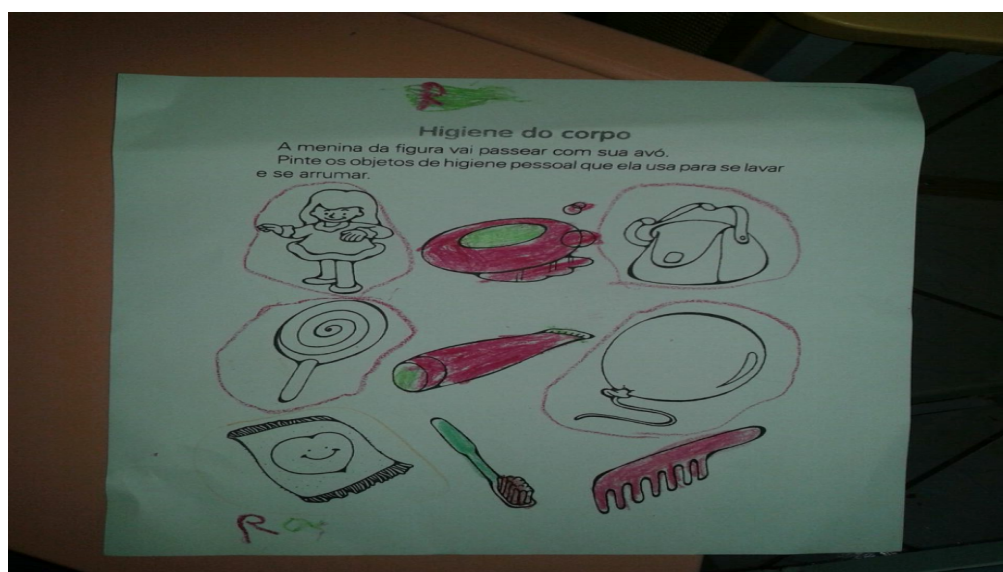 R
Higiene do corpo
A menina da figura vai passear com sua avó.
Pinte os objetos de higiene pessoal que ela usa para se lavar
e se arrumar.
R